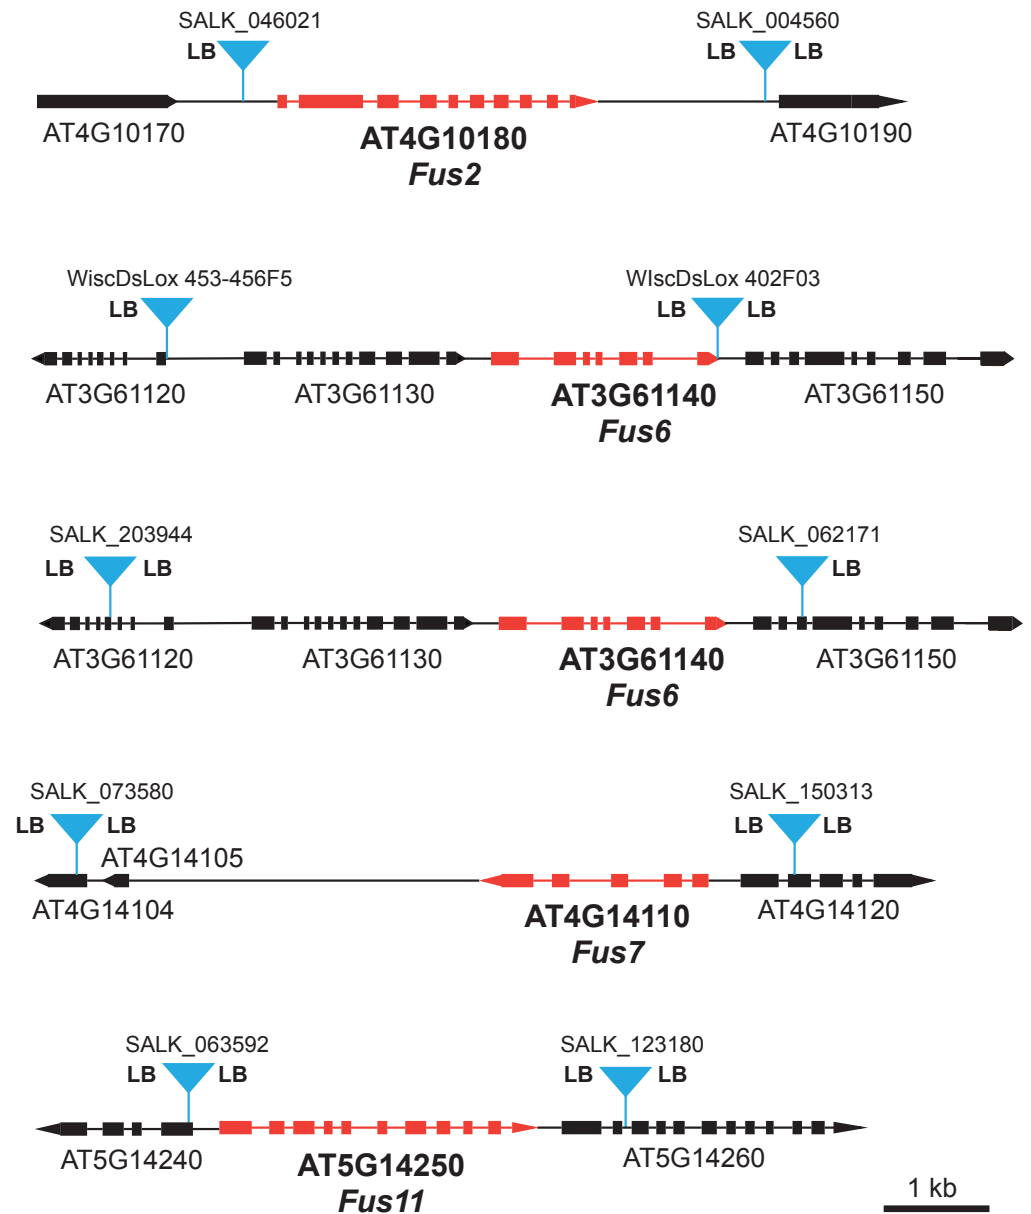 SALK_046021 SALK_004560
LB LB LB
AT4G10170 AT4G10180 AT4G10190
Fus2
WiscDsLox 453-456F5 WIscDsLox 402F03
LB LB LB
AT3G61120 AT3G61130 AT3G61140 AT3G61150
Fus6
SALK_203944 SALK_062171
LB LB LB
AT3G61120 AT3G61130 AT3G61140 AT3G61150
Fus6
SALK_073580 SALK_150313
LB LB LB LB
AT4G14105
AT4G14104 AT4G14110 AT4G14120
Fus7
SALK_063592 SALK_123180
LB LB LB LB
AT5G14240 AT5G14250 AT5G14260
Fus11
1 kb